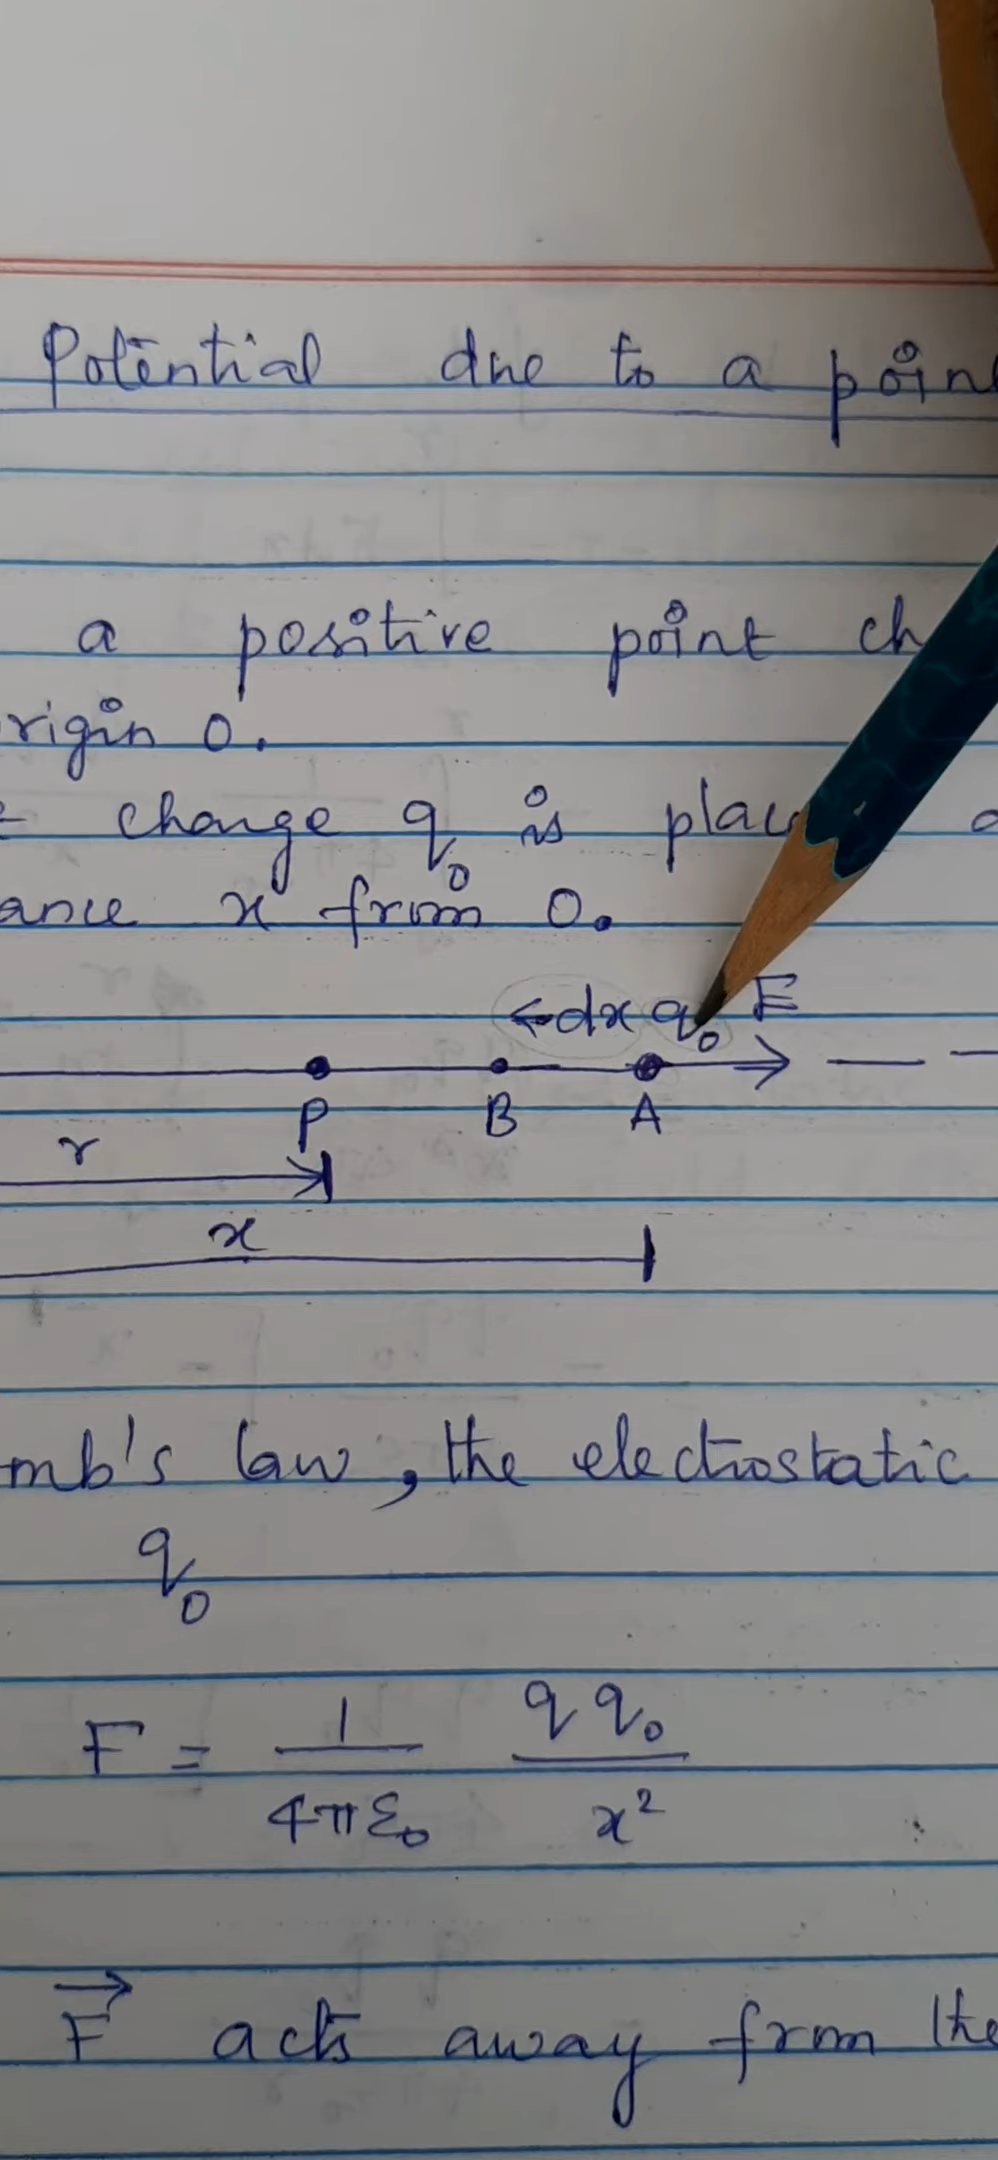 Potential due to a poin
a positive point ch
rigin O.
change q₀ is plac
ance x from O.
←dx q₀ E
P B A
r
x
mb's law, the electrostatic
q₀
F = 1/4πε₀ q q₀/x²
F⃗ acts away from the